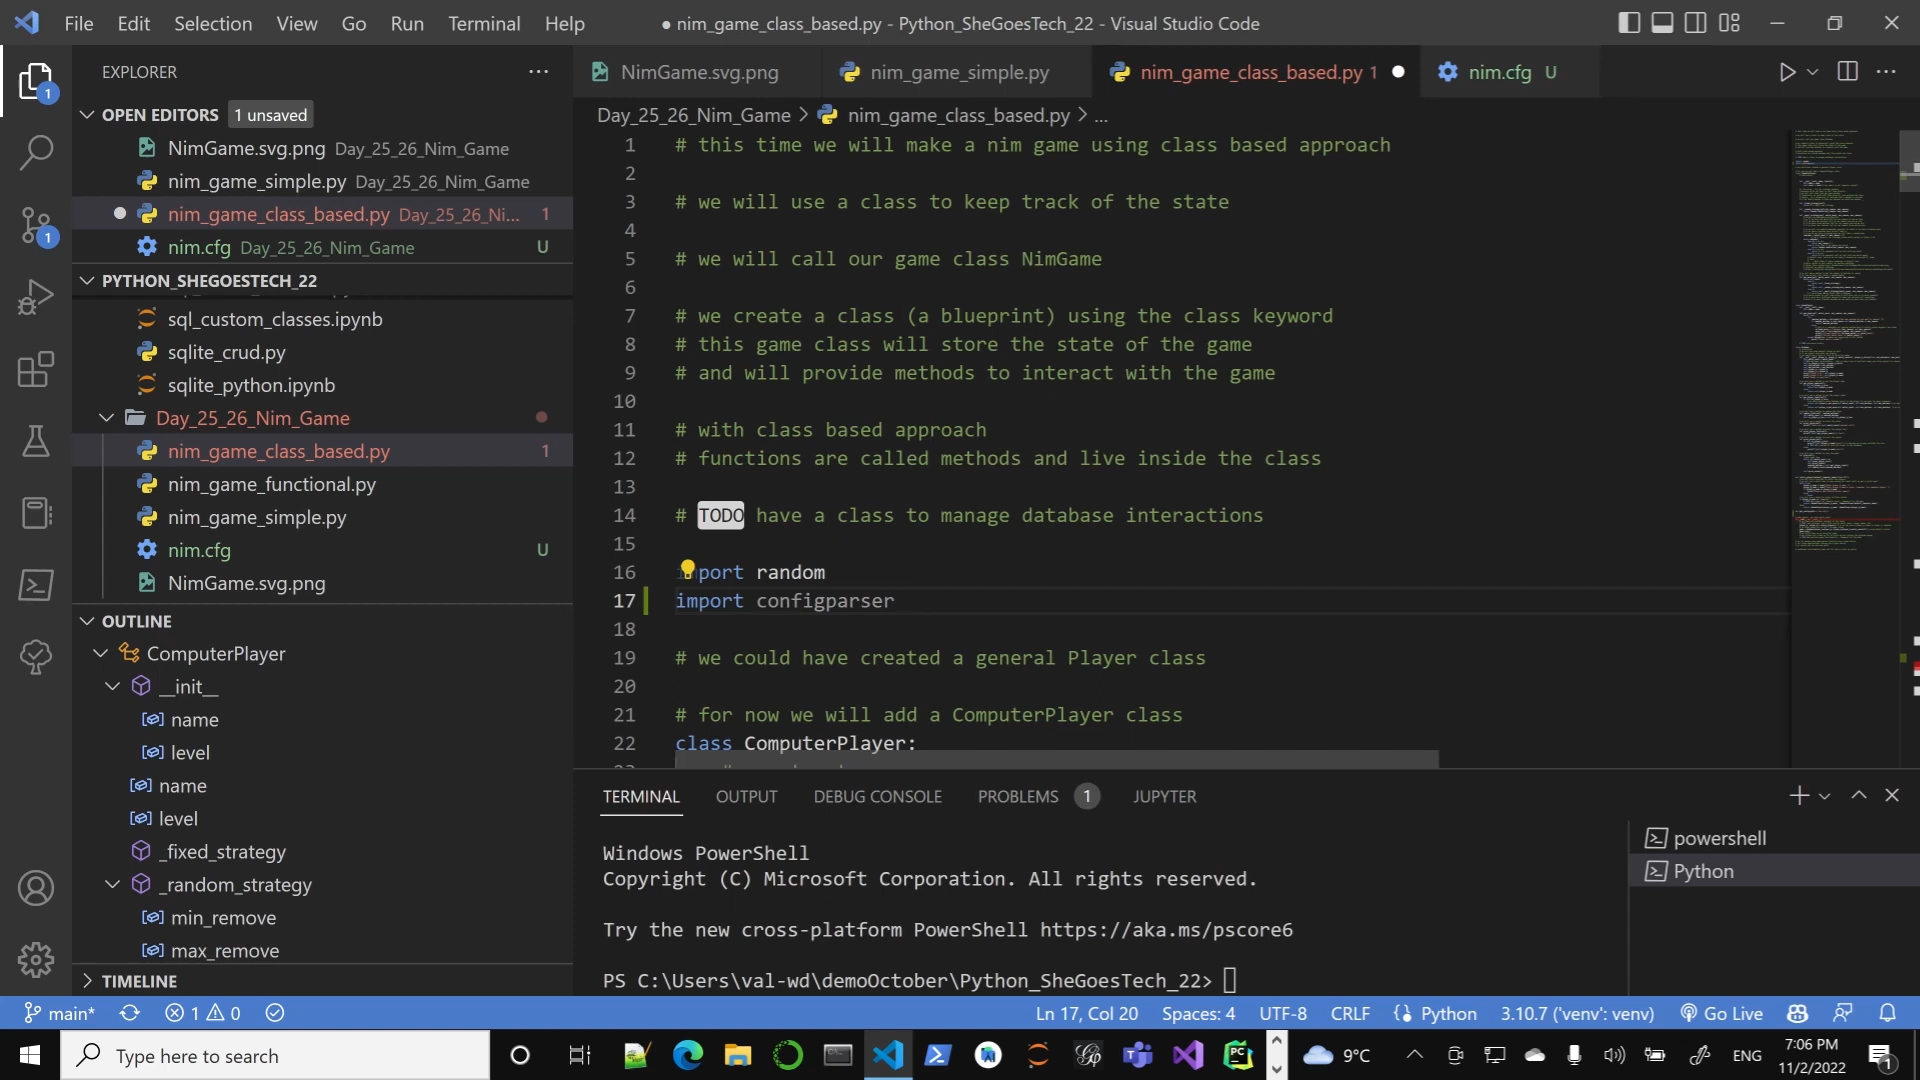 File Edit Selection View Go Run Terminal Help
● nim_game_class_based.py - Python_SheGoesTech_22 - Visual Studio Code
EXPLORER
OPEN EDITORS 1 unsaved
NimGame.svg.png Day_25_26_Nim_Game
nim_game_simple.py Day_25_26_Nim_Game
nim_game_class_based.py Day_25_26_Ni... 1
nim.cfg Day_25_26_Nim_Game U
PYTHON_SHEGOESTECH_22
sql_custom_classes.ipynb
sqlite_crud.py
sqlite_python.ipynb
Day_25_26_Nim_Game
nim_game_class_based.py 1
nim_game_functional.py
nim_game_simple.py
nim.cfg U
NimGame.svg.png
OUTLINE
ComputerPlayer
__init__
name
level
name
level
_fixed_strategy
_random_strategy
min_remove
max_remove
TIMELINE
1
1
NimGame.svg.png nim_game_simple.py nim_game_class_based.py 1 nim.cfg U
Day_25_26_Nim_Game > nim_game_class_based.py > ...
1 # this time we will make a nim game using class based approach
2
3 # we will use a class to keep track of the state
4
5 # we will call our game class NimGame
6
7 # we create a class (a blueprint) using the class keyword
8 # this game class will store the state of the game
9 # and will provide methods to interact with the game
10
11 # with class based approach
12 # functions are called methods and live inside the class
13
14 # TODO have a class to manage database interactions
15
16 import random
17 import configparser
18
19 # we could have created a general Player class
20
21 # for now we will add a ComputerPlayer class
22 class ComputerPlayer:
TERMINAL OUTPUT DEBUG CONSOLE PROBLEMS 1 JUPYTER
Windows PowerShell
Copyright (C) Microsoft Corporation. All rights reserved.
Try the new cross-platform PowerShell https://aka.ms/pscore6
PS C:\Users\val-wd\demoOctober\Python_SheGoesTech_22>
powershell
Python
main* 1 0 Ln 17, Col 20 Spaces: 4 UTF-8 CRLF Python 3.10.7 ('venv': venv) Go Live
Type here to search
PC
9°C
ENG
7:06 PM
11/2/2022
1